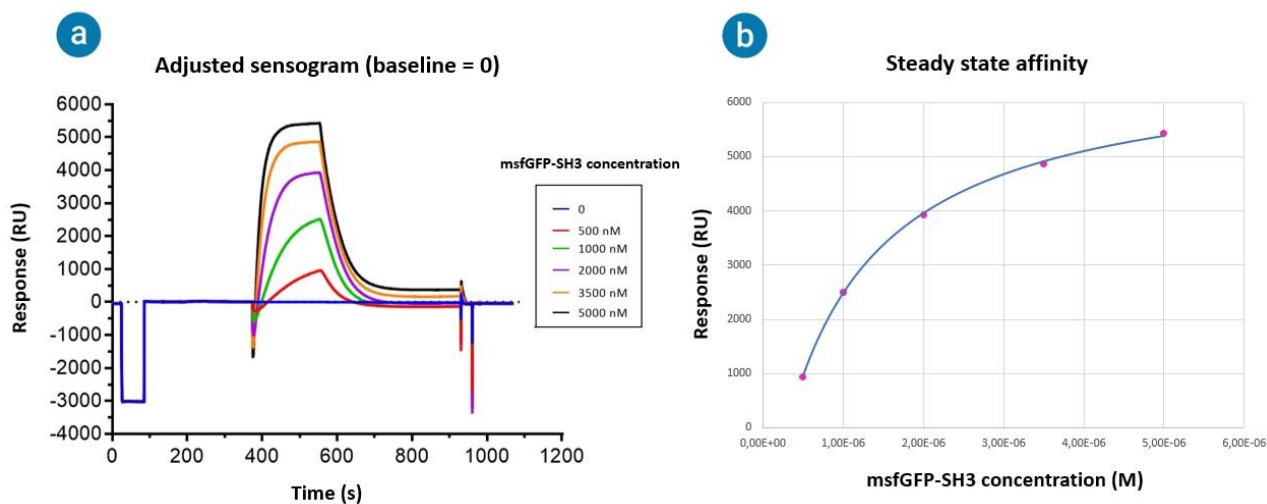 a
Adjusted sensogram (baseline = 0)
Response (RU)
6000
5000
4000
3000
2000
1000
0
-1000
-2000
-3000
-4000
0 200 400 600 800 1000 1200
Time (s)
msfGFP-SH3 concentration
0
500 nM
1000 nM
2000 nM
3500 nM
5000 nM
b
Steady state affinity
Response (RU)
6000
5000
4000
3000
2000
1000
0
0,00E+00 1,00E-06 2,00E-06 3,00E-06 4,00E-06 5,00E-06 6,00E-06
msfGFP-SH3 concentration (M)